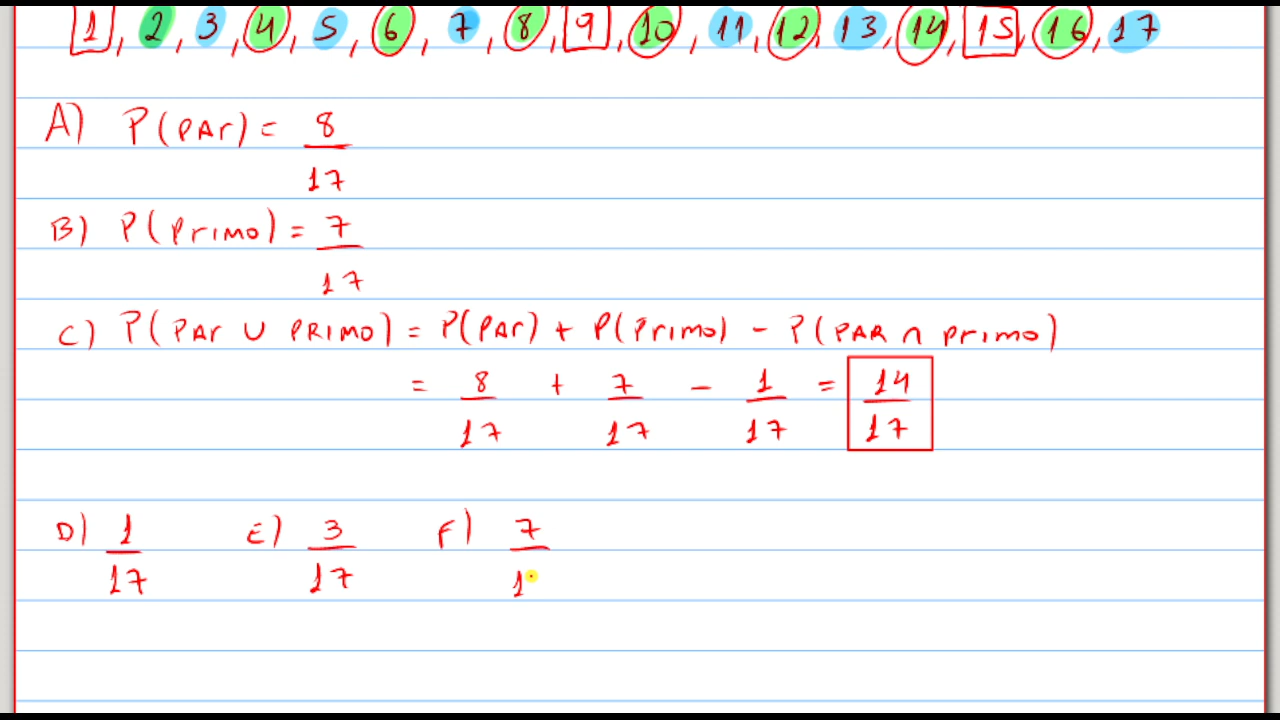 1, 2, 3, 4, 5, 6, 7, 8, 9, 10, 11, 12, 13, 14, 15, 16, 17
A) P(PAr) = 8/17
B) P(Primo) = 7/17
C) P(PAr ∪ PRIMO) = P(PAr) + P(Primo) - P(PAR ∩ Primo)
= 8/17 + 7/17 - 1/17 = 14/17
D) 1/17 E) 3/17 F) 7/1